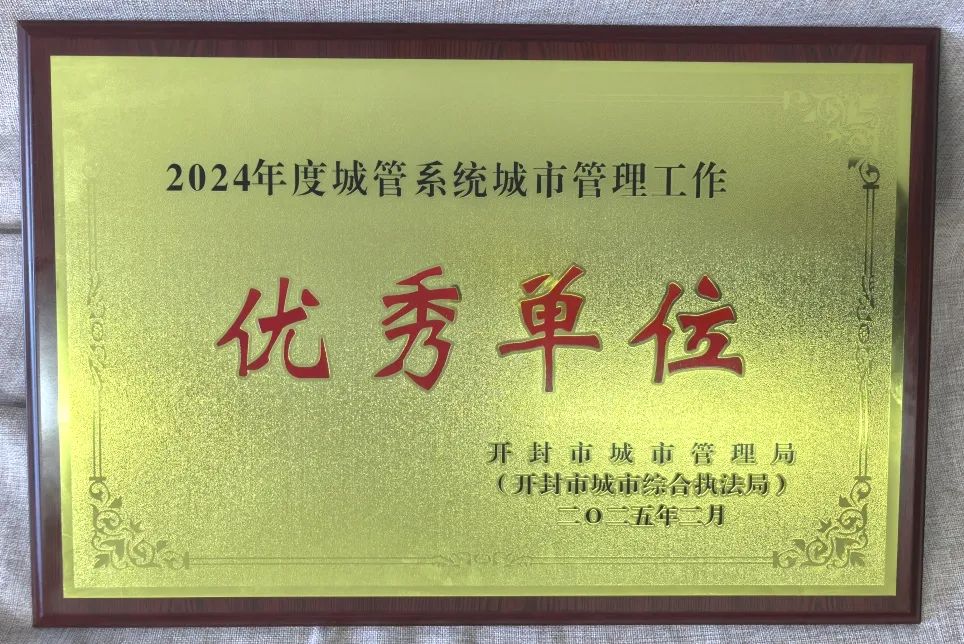 2024年度城管系统城市管理工作
优秀单位
开封市城市管理局
（开封市城市综合执法局）
二〇二五年二月